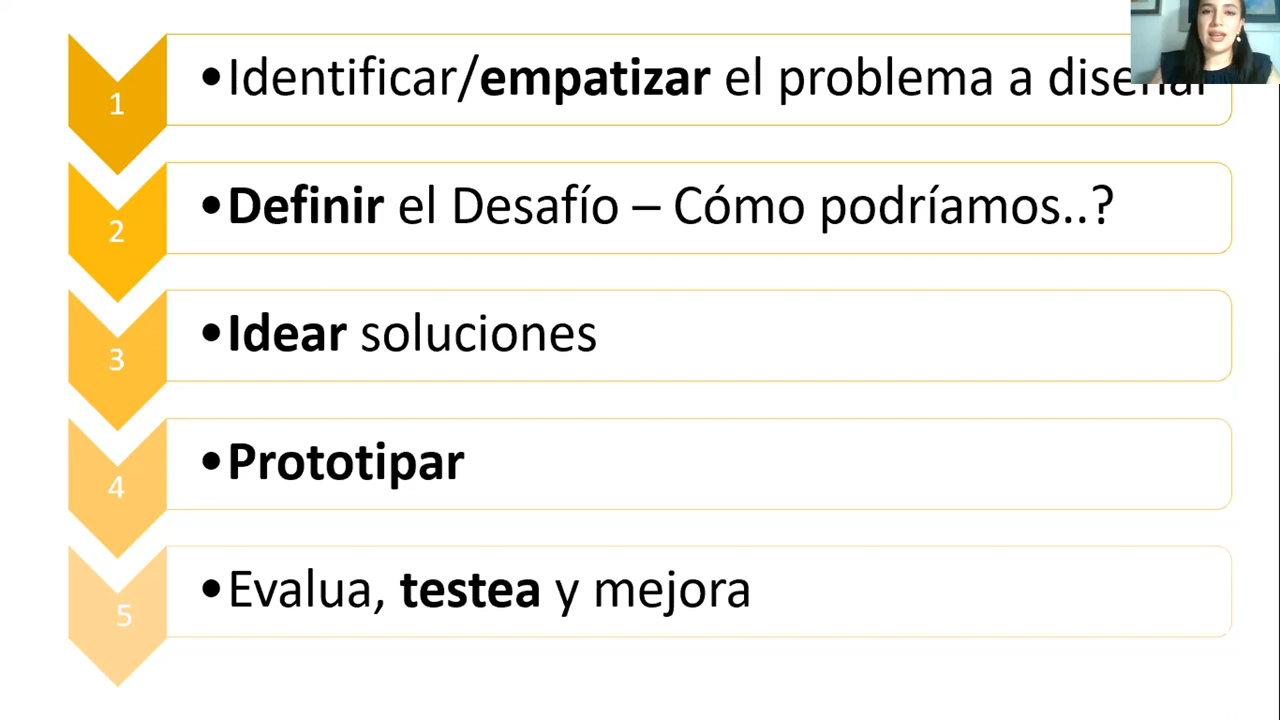 1
•Identificar/empatizar el problema a diseñar
2
•Definir el Desafío – Cómo podríamos..?
3
•Idear soluciones
4
•Prototipar
5
•Evalua, testea y mejora